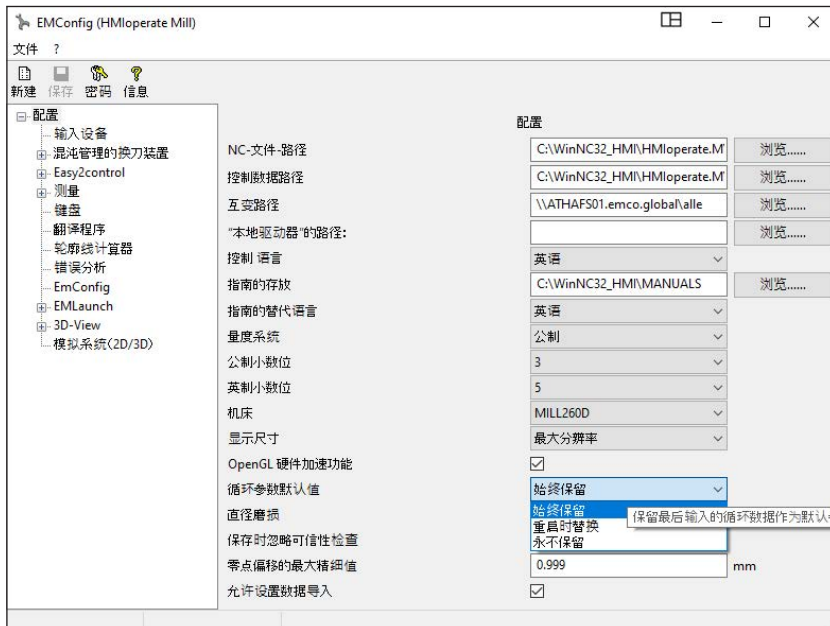 EMConfig (HMIoperate Mill)
文件 ?
新建 保存 密码 信息
配置
输入设备
混沌管理的换刀装置
Easy2control
测量
键盘
翻译程序
轮廓线计算器
错误分析
EmConfig
EMLaunch
3D-View
模拟系统(2D/3D)
配置
NC-文件-路径 C:\WinNC32_HMI\HMIoperate.M 浏览......
控制数据路径 C:\WinNC32_HMI\HMIoperate.M 浏览......
互变路径 \\ATHAFS01.emco.global\alle 浏览......
"本地驱动器"的路径: 浏览......
控制 语言 英语
指南的存放 C:\WinNC32_HMI\MANUALS 浏览......
指南的替代语言 英语
量度系统 公制
公制小数位 3
英制小数位 5
机床 MILL260D
显示尺寸 最大分辨率
OpenGL 硬件加速功能
循环参数默认值 始终保留
始终保留
直径磨损 重启时替换 保留最后输入的循环数据作为默认
保存时忽略可信性检查 永不保留
零点偏移的最大精细值 0.999 mm
允许设置数据导入